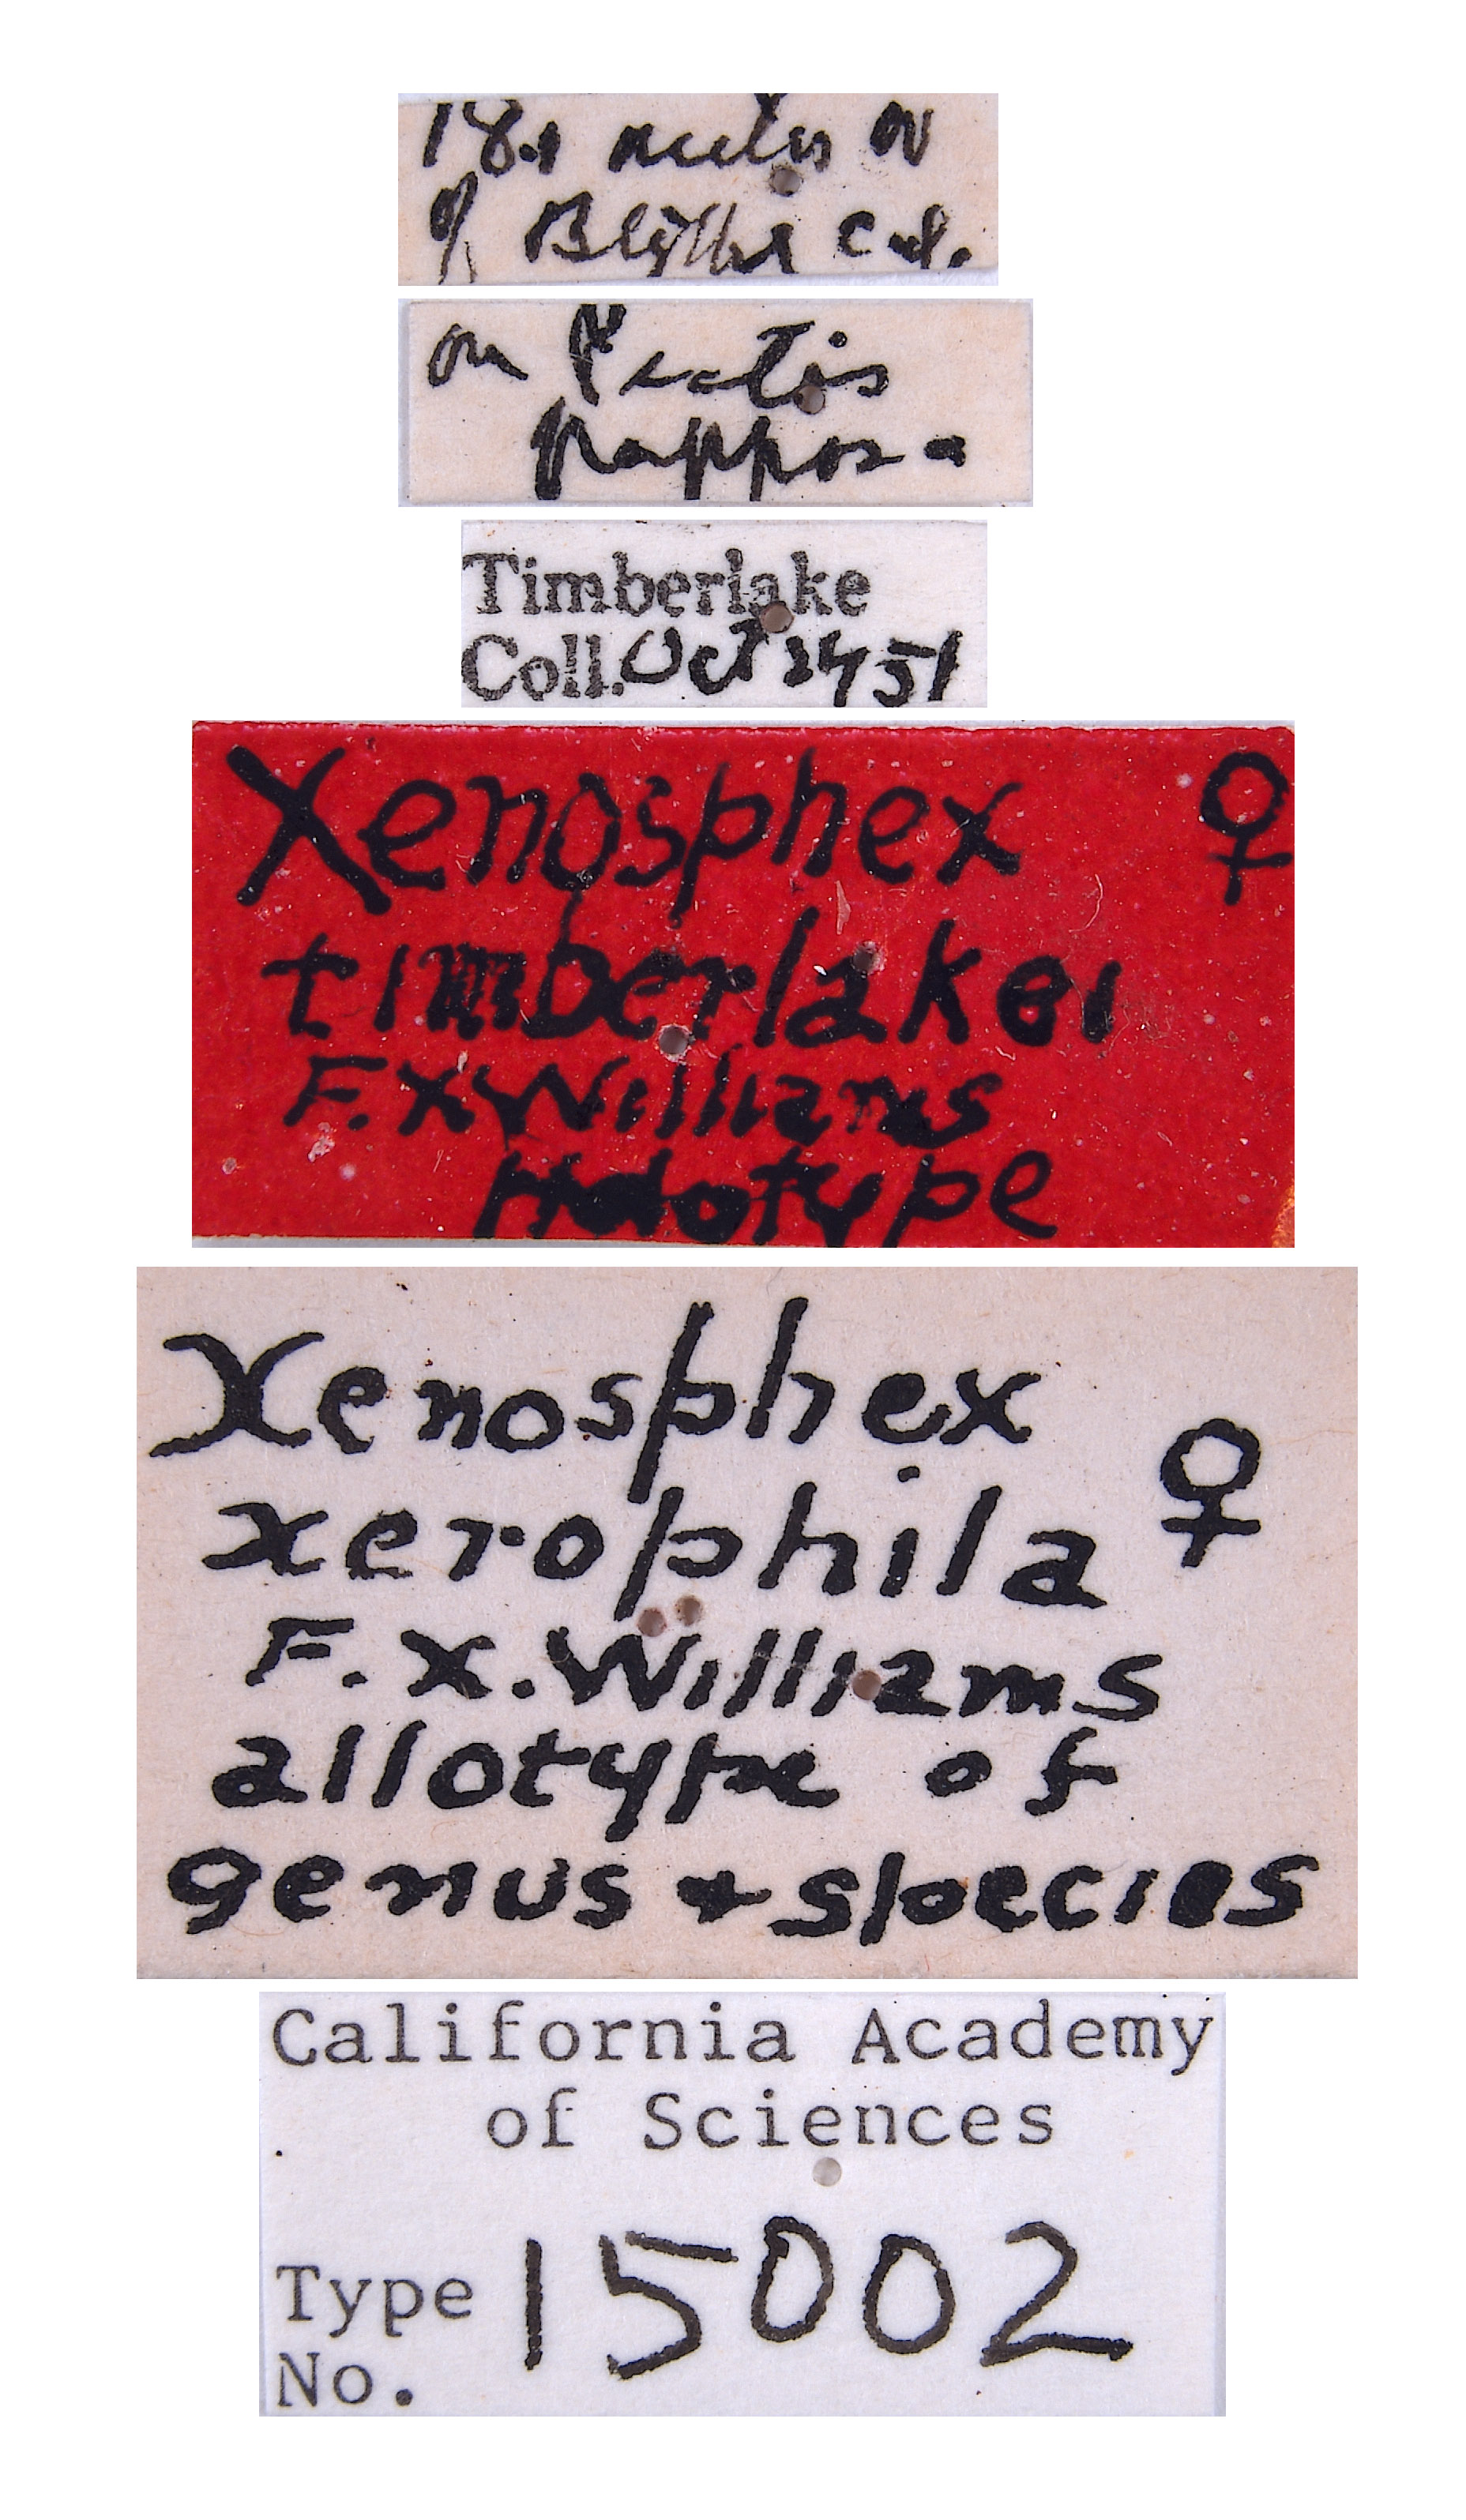 18.1 miles W
of Blythe Cal.
on Pectis
papposa
Timberlake
Coll. Oct 24 51
Xenosphex ♀
timberlakei
F. X Williams
Holotype
Xenosphex
xerophila ♀
F. X. Williams
allotype of
genus & species
California Academy
of Sciences
Type 15002
No.